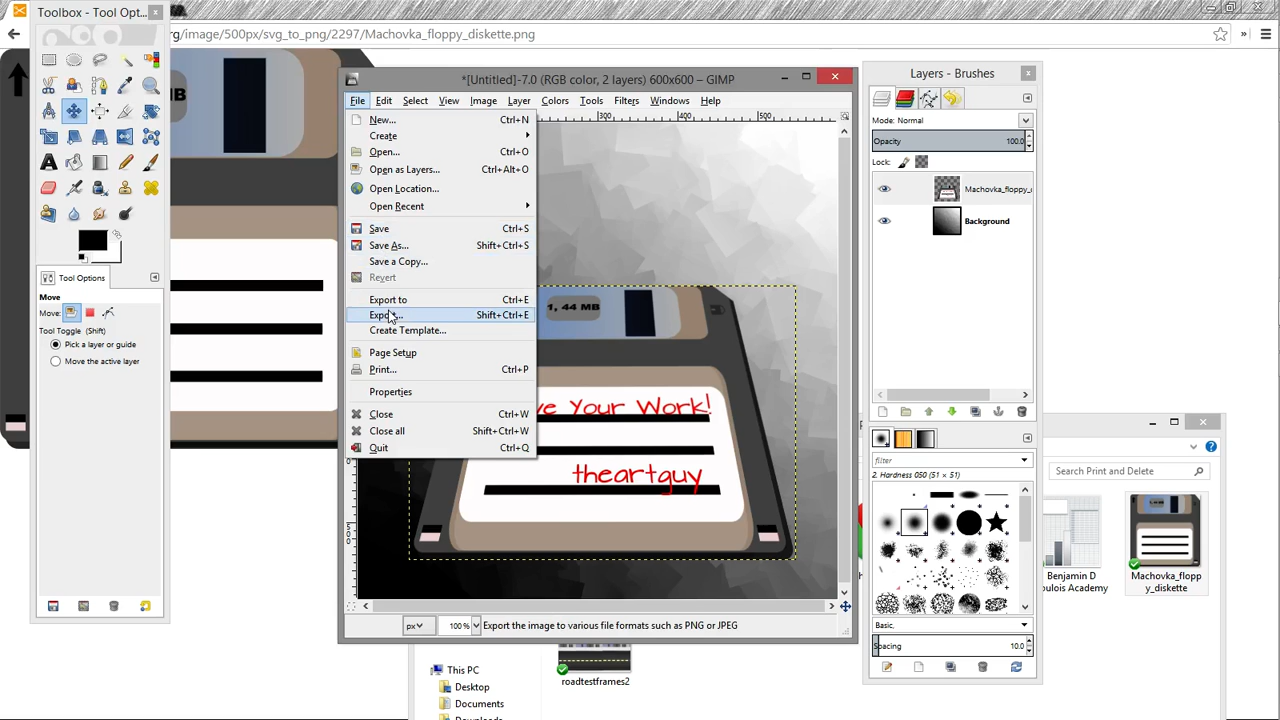 Toolbox - Tool Opt...
rg/image/500px/svg_to_png/2297/Machovka_floppy_diskette.png
*[Untitled]-7.0 (RGB color, 2 layers) 600x600 – GIMP
File Edit Select View Image Layer Colors Tools Filters Windows Help
New... Ctrl+N
Create
Open... Ctrl+O
Open as Layers... Ctrl+Alt+O
Open Location...
Open Recent
Save Ctrl+S
Save As... Shift+Ctrl+S
Save a Copy...
Revert
Export to Ctrl+E
Shift+Ctrl+E
Create Template...
Page Setup
Print... Ctrl+P
Properties
Close Ctrl+W
Close all Shift+Ctrl+W
Quit Ctrl+Q
300 400 500
1, 44 MB
ve Your Work!
theartguy
px 100% Export the image to various file formats such as PNG or JPEG
Tool Options
Move
Move:
Tool Toggle (Shift)
Pick a layer or guide
Move the active layer
Layers - Brushes
Mode: Normal
Opacity 100.0
Lock:
Machovka_floppy_d
Background
filter
2. Hardness 050 (51 × 51)
Basic,
Spacing 10.0
Search Print and Delete
Benjamin D
oulois Academy
Machovka_flopp
y_diskette
This PC
Desktop
Documents
roadtestframes2